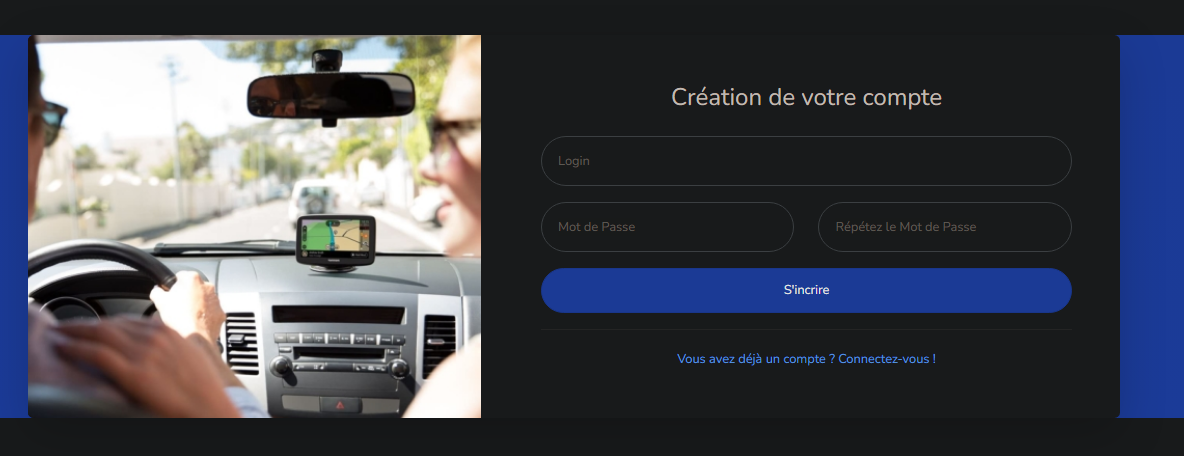 Création de votre compte
Login
Mot de Passe
Répétez le Mot de Passe
S'incrire
Vous avez déjà un compte ? Connectez-vous !